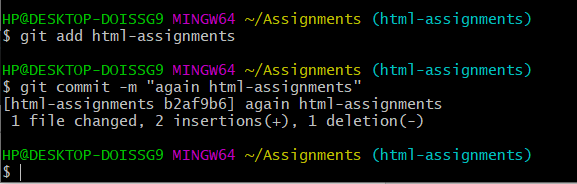 HP@DESKTOP-DOISSG9 MINGW64 ~/Assignments (html-assignments)
$ git add html-assignments
HP@DESKTOP-DOISSG9 MINGW64 ~/Assignments (html-assignments)
$ git commit -m "again html-assignments"
[html-assignments b2af9b6] again html-assignments
 1 file changed, 2 insertions(+), 1 deletion(-)
HP@DESKTOP-DOISSG9 MINGW64 ~/Assignments (html-assignments)
$